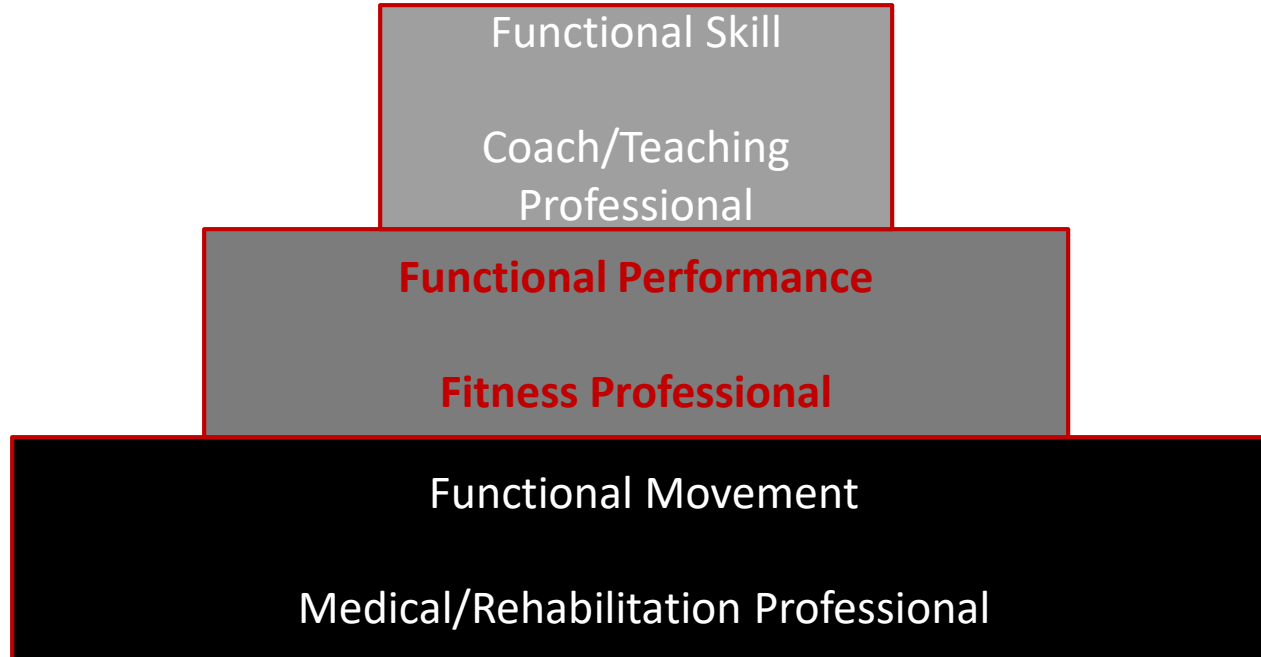 Functional Skill
Coach/Teaching
Professional
Functional Performance
Fitness Professional
Functional Movement
Medical/Rehabilitation Professional